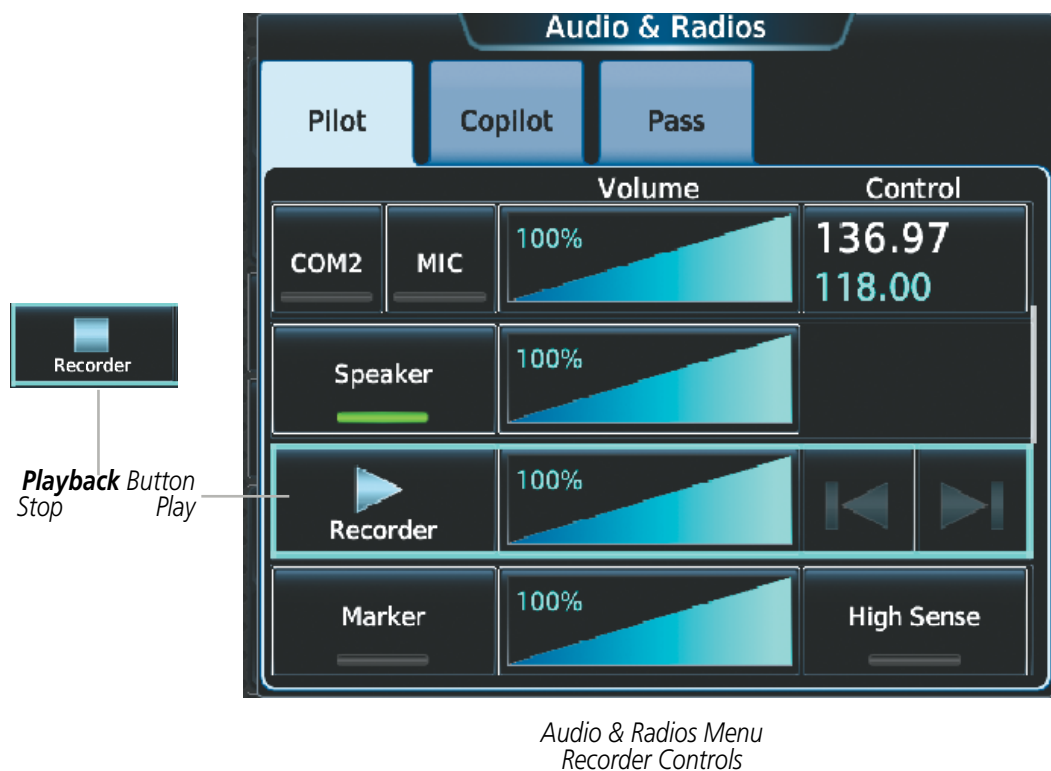 Audio & Radios
Pilot Copilot Pass
Volume Control
COM2 MIC 100% 136.97
118.00
Speaker 100%
Recorder
Playback Button
Stop Play
100%
Recorder
Marker 100% High Sense
Audio & Radios Menu
Recorder Controls